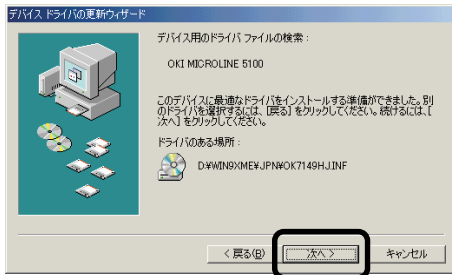 デバイス ドライバの更新ウィザード
デバイス用のドライバ ファイルの検索 :
OKI MICROLINE 5100
このデバイスに最適なドライバをインストールする準備ができました。別
のドライバを選択するには、[戻る] をクリックしてください。続けるには、[
次へ] をクリックしてください。
ドライバのある場所 :
D:¥WIN9XME¥JPN¥OK7149HJ.INF
< 戻る(B)
次へ >
キャンセル